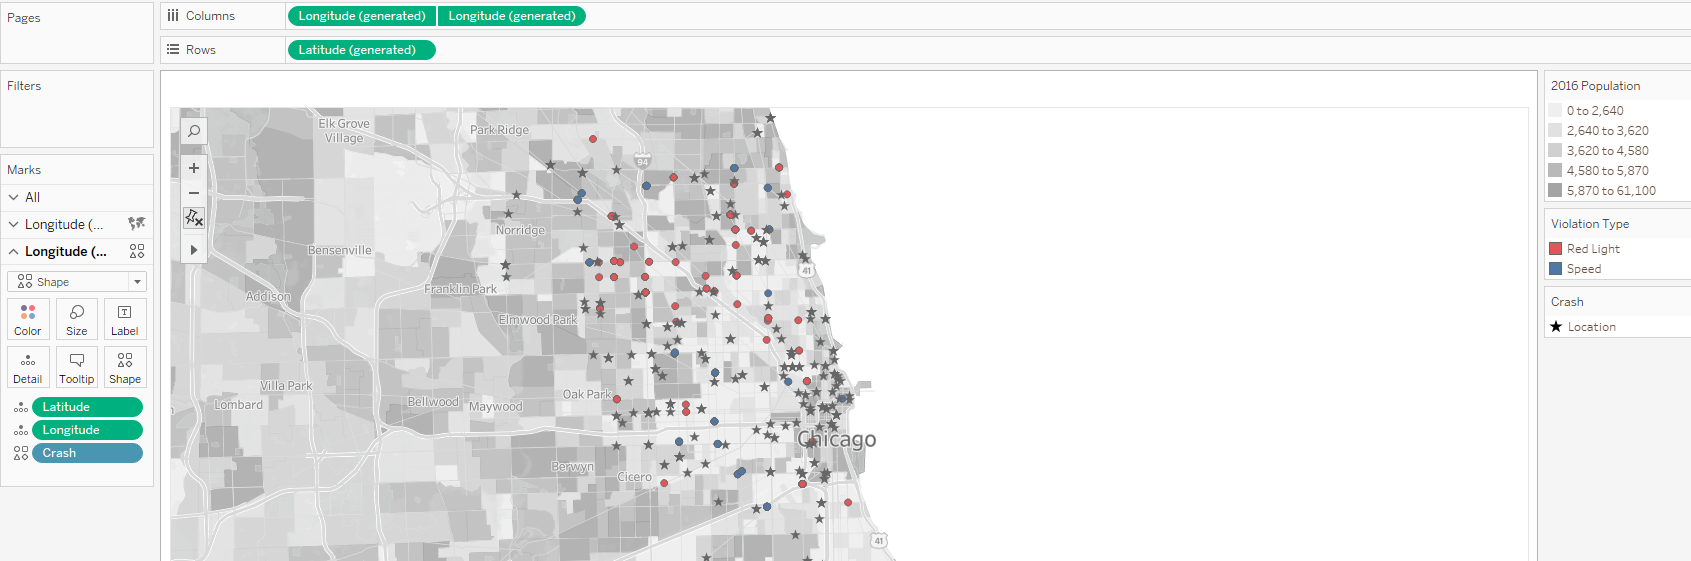 Pages
Columns
Longitude (generated)
Longitude (generated)
Rows
Latitude (generated)
Filters
Marks
All
Longitude (...
Longitude (...
Shape
Color
Size
Label
Detail
Tooltip
Shape
Latitude
Longitude
Crash
Elk Grove
Village
Park Ridge
94
Norridge
Bensenville
41
Franklin Park
Addison
Elmwood Park
Villa Park
Oak Park
Lombard
Bellwood
Maywood
Chicago
Berwyn
Cicero
41
2016 Population
0 to 2,640
2,640 to 3,620
3,620 to 4,580
4,580 to 5,870
5,870 to 61,100
Violation Type
Red Light
Speed
Crash
Location